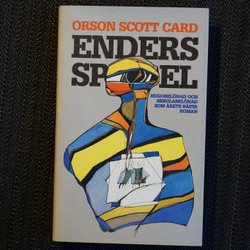 ORSON SCOTT CARD
ENDERS
SPEL
HUGOBELÖNAD OCH
NEBULABELÖNAD
SOM ÅRETS BÄSTA
ROMAN